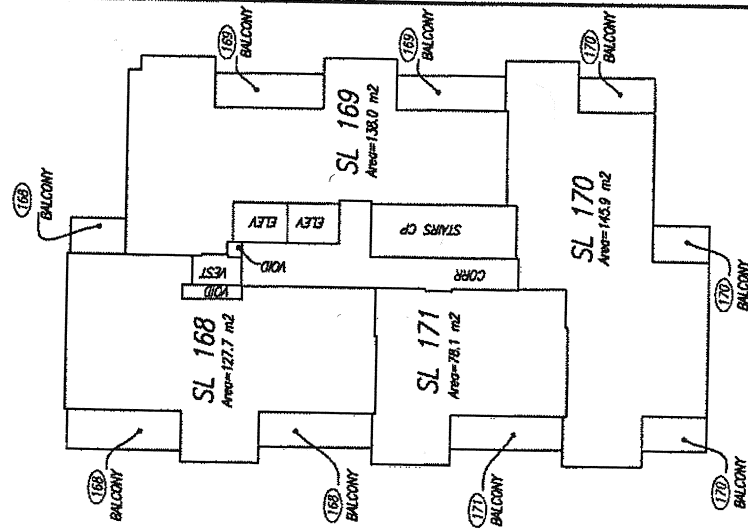 (169)
BALCONY
(169)
BALCONY
(170)
BALCONY
(168)
BALCONY
SL 169
Area=138.0 m2
ELEV
ELEV
STAIRS CP
VOID
VEST
VOID
CORR
SL 170
Area=145.9 m2
SL 168
Area=127.7 m2
SL 171
Area=78.1 m2
(170)
BALCONY
(168)
BALCONY
(168)
BALCONY
(171)
BALCONY
(170)
BALCONY